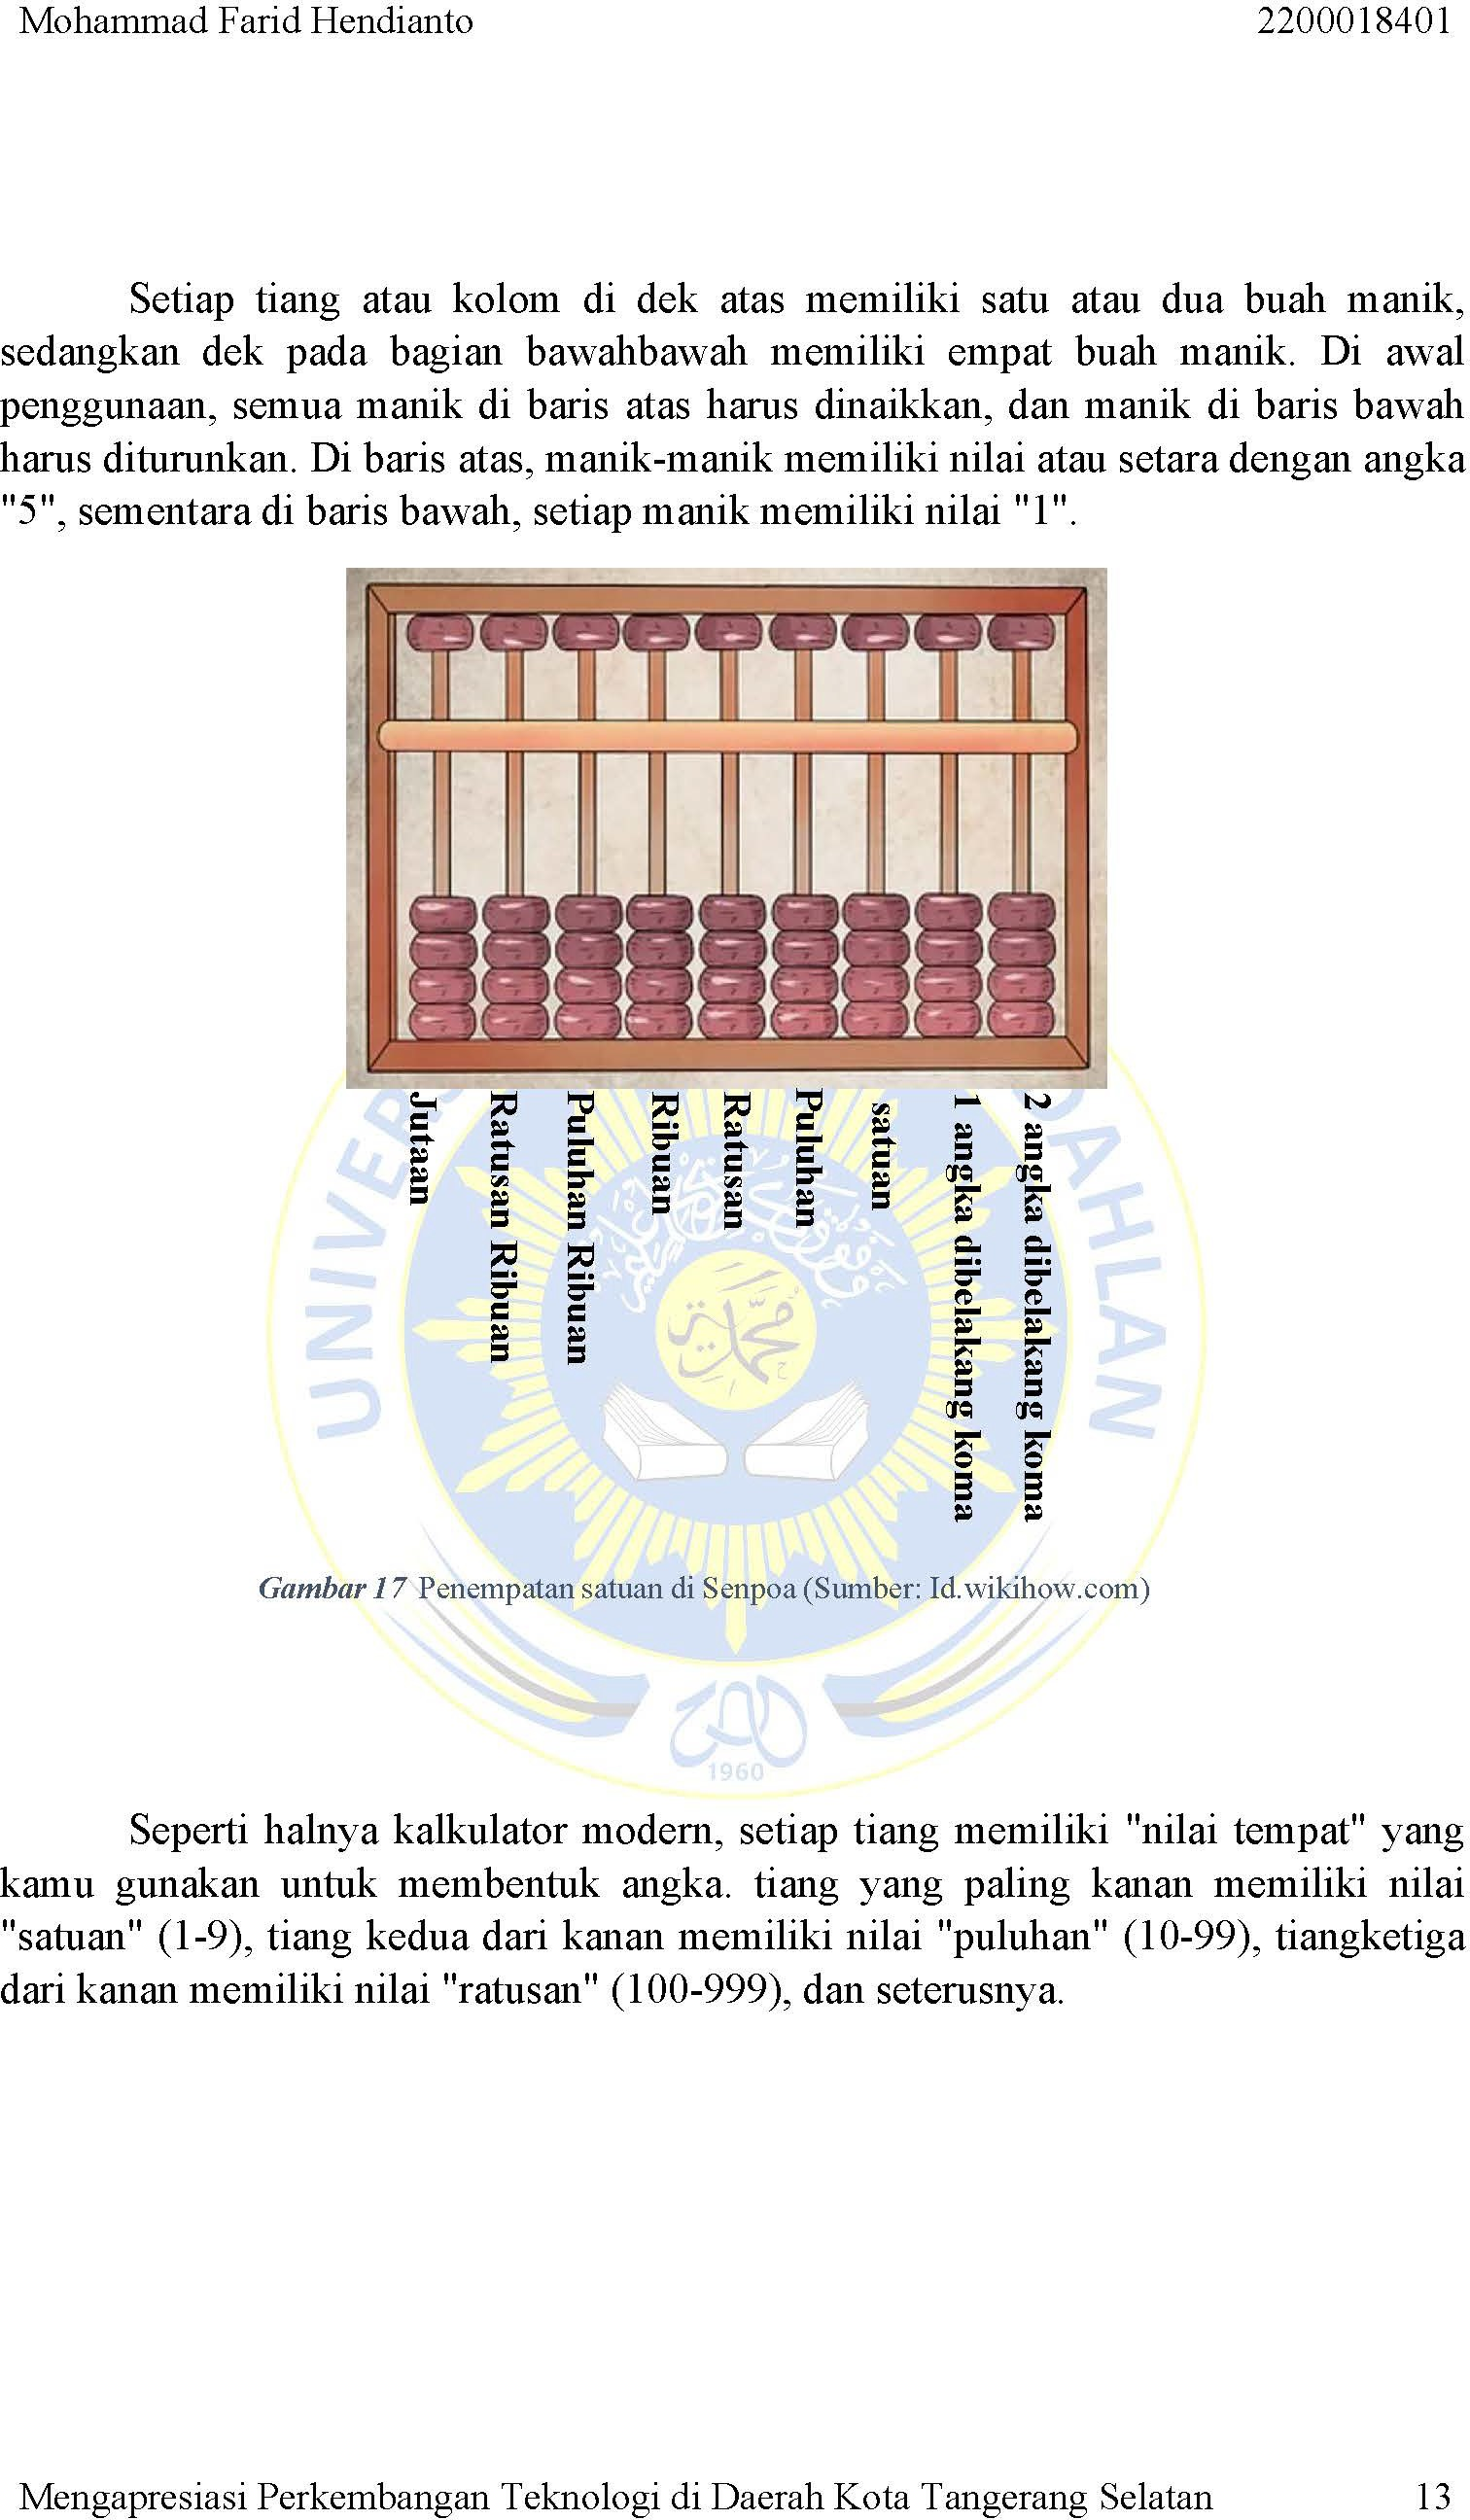 Mohammad Farid Hendianto 2200018401
Setiap tiang atau kolom di dek atas memiliki satu atau dua buah manik,
sedangkan dek pada bagian bawahbawah memiliki empat buah manik. Di awal
penggunaan, semua manik di baris atas harus dinaikkan, dan manik di baris bawah
harus diturunkan. Di baris atas, manik-manik memiliki nilai atau setara dengan angka
"5", sementara di baris bawah, setiap manik memiliki nilai "1".
Jutaan
Ratusan Ribuan
Puluhan Ribuan
Ribuan
Ratusan
Puluhan
satuan
1 angka dibelakang koma
2 angka dibelakang koma
Gambar 17 Penempatan satuan di Senpoa (Sumber: Id.wikihow.com)
1960
Seperti halnya kalkulator modern, setiap tiang memiliki "nilai tempat" yang
kamu gunakan untuk membentuk angka. tiang yang paling kanan memiliki nilai
"satuan" (1-9), tiang kedua dari kanan memiliki nilai "puluhan" (10-99), tiangketiga
dari kanan memiliki nilai "ratusan" (100-999), dan seterusnya.
Mengapresiasi Perkembangan Teknologi di Daerah Kota Tangerang Selatan 13